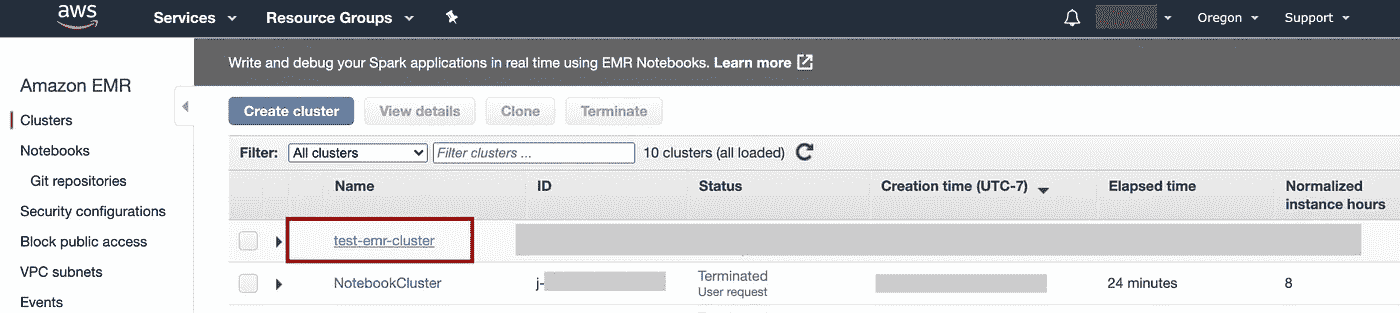 aws Services Resource Groups Oregon Support
Write and debug your Spark applications in real time using EMR Notebooks. Learn more
Amazon EMR
Clusters
Notebooks
Git repositories
Security configurations
Block public access
VPC subnets
Events
Create cluster View details Clone Terminate
Filter: All clusters Filter clusters ... 10 clusters (all loaded)
Name ID Status Creation time (UTC-7) Elapsed time Normalized
instance hours
test-emr-cluster
NotebookCluster j- Terminated 24 minutes 8
User request